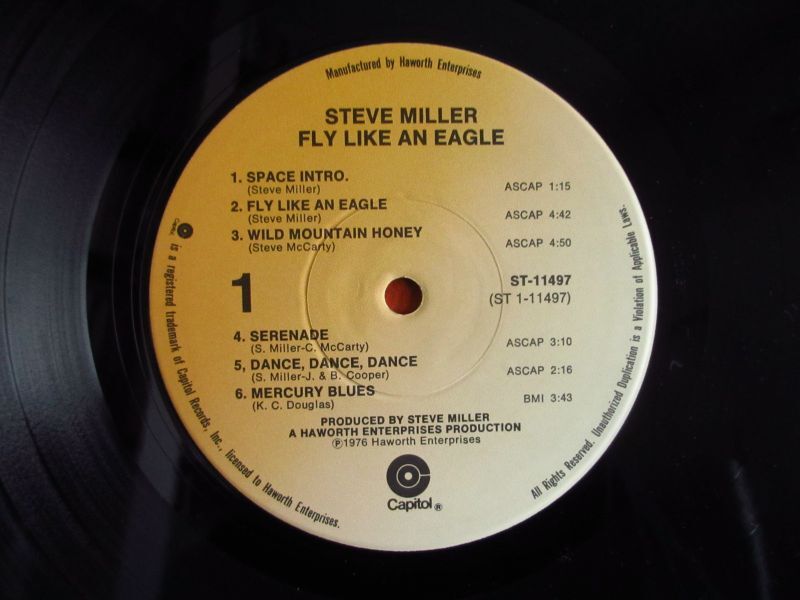 Manufactured by Haworth Enterprises
STEVE MILLER
FLY LIKE AN EAGLE
1. SPACE INTRO. ASCAP 1:15
(Steve Miller)
2. FLY LIKE AN EAGLE ASCAP 4:42
(Steve Miller)
3. WILD MOUNTAIN HONEY ASCAP 4:50
(Steve McCarty)
1
ST-11497
(ST 1-11497)
4. SERENADE ASCAP 3:10
(S. Miller-C. McCarty)
5, DANCE, DANCE, DANCE ASCAP 2:16
(S. Miller-J. & B. Cooper)
6. MERCURY BLUES BMI 3:43
(K. C. Douglas)
PRODUCED BY STEVE MILLER
A HAWORTH ENTERPRISES PRODUCTION
℗1976 Haworth Enterprises
Capitol®
Capitol is a registered trademark of Capitol Records, Inc., licensed to Haworth Enterprises.
All Rights Reserved. Unauthorized Duplication is a Violation of Applicable Laws.